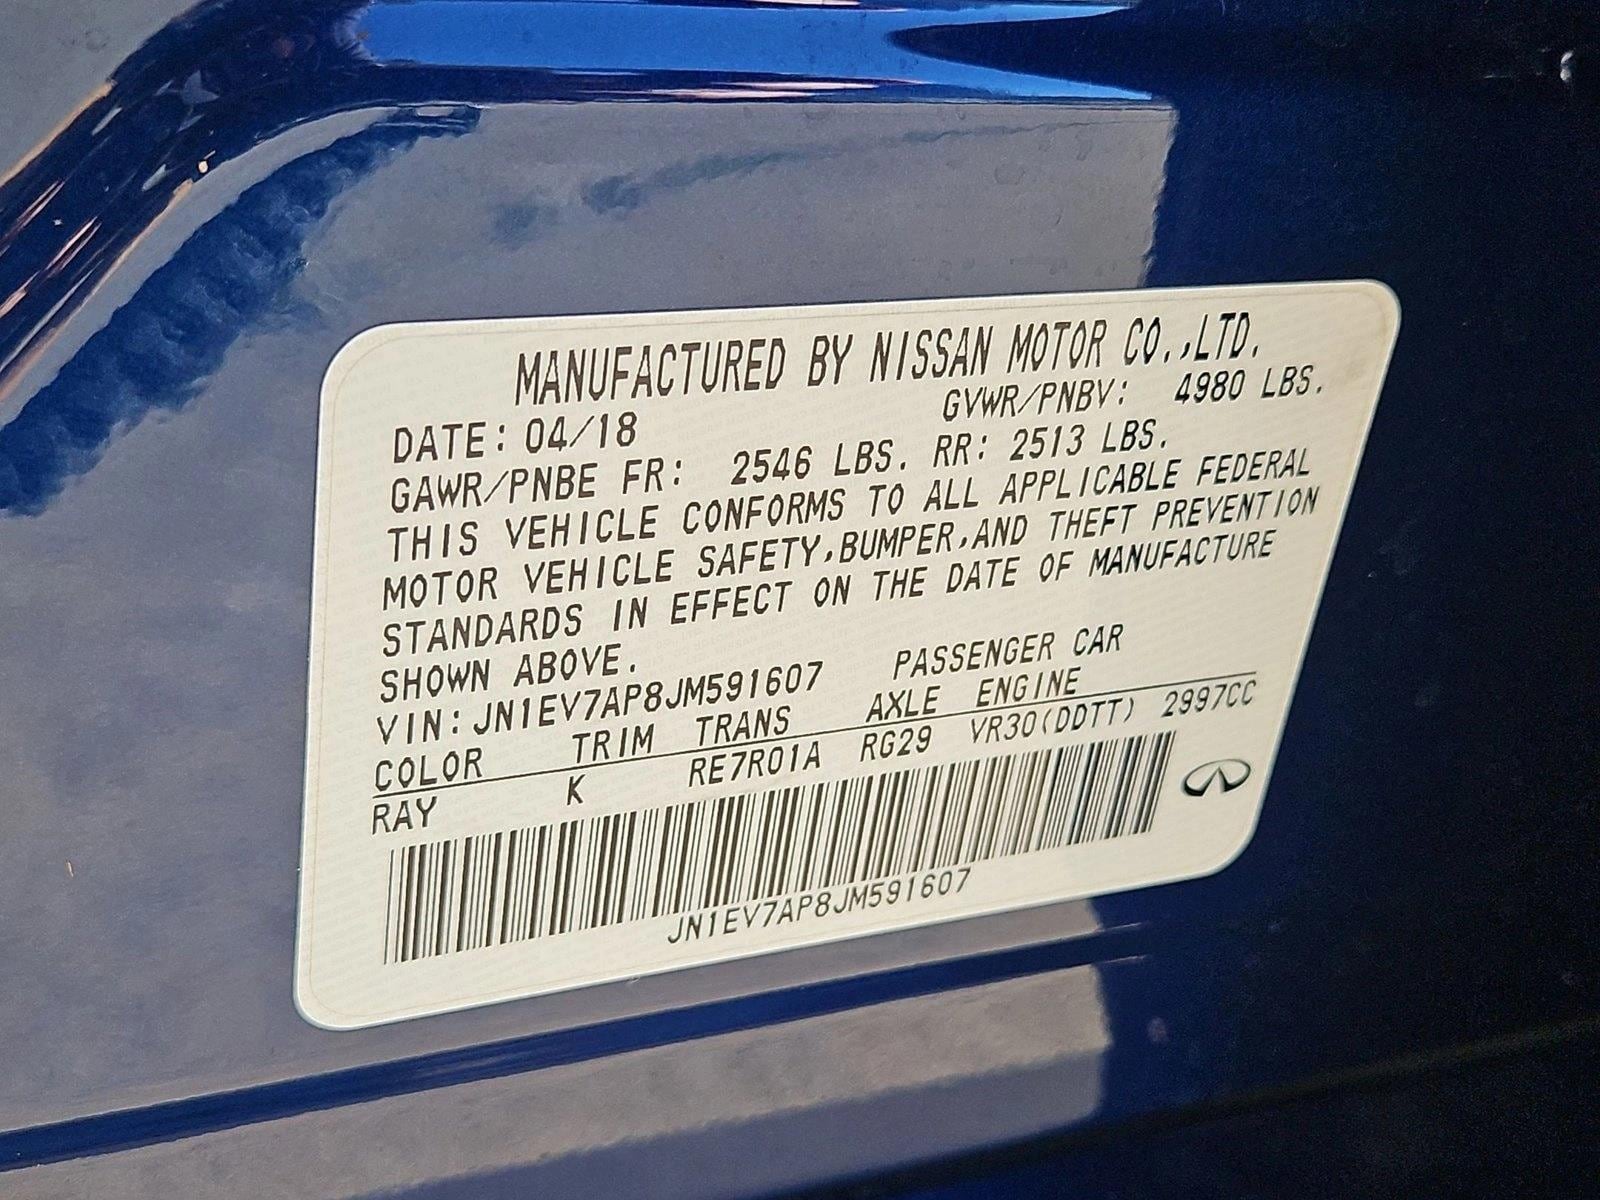 MANUFACTURED BY NISSAN MOTOR CO.,LTD.
DATE: 04/18 GVWR/PNBV: 4980 LBS.
GAWR/PNBE FR: 2546 LBS. RR: 2513 LBS.
THIS VEHICLE CONFORMS TO ALL APPLICABLE FEDERAL
MOTOR VEHICLE SAFETY,BUMPER,AND THEFT PREVENTION
STANDARDS IN EFFECT ON THE DATE OF MANUFACTURE
SHOWN ABOVE.
VIN: JN1EV7AP8JM591607 PASSENGER CAR
COLOR TRIM TRANS AXLE ENGINE
RAY K RE7R01A RG29 VR30(DDTT) 2997CC
JN1EV7AP8JM591607